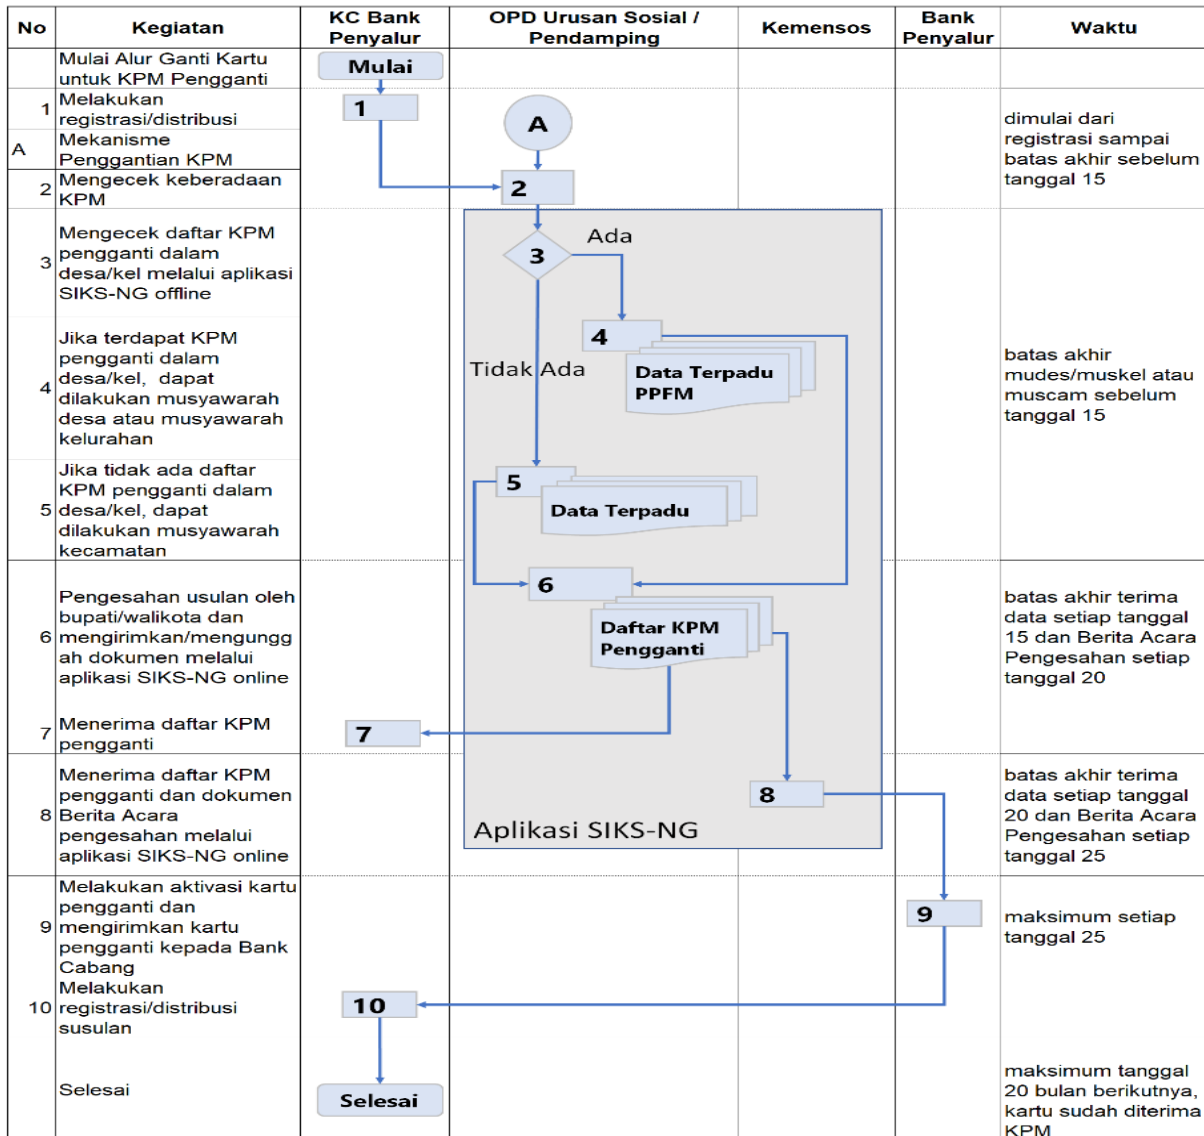 No
Kegiatan
KC Bank
Penyalur
OPD Urusan Sosial /
Pendamping
Kemensos
Bank
Penyalur
Waktu
Mulai Alur Ganti Kartu
untuk KPM Pengganti
Mulai
1
Melakukan
registrasi/distribusi
1
A
Mekanisme
Penggantian KPM
A
2
Mengecek keberadaan
KPM
2
dimulai dari
registrasi sampai
batas akhir sebelum
tanggal 15
3
Mengecek daftar KPM
pengganti dalam
desa/kel melalui aplikasi
SIKS-NG offline
3
Ada
Tidak Ada
4
Jika terdapat KPM
pengganti dalam
desa/kel, dapat
dilakukan musyawarah
desa atau musyawarah
kelurahan
4
Data Terpadu
PPFM
batas akhir
mudes/muskel atau
muscam sebelum
tanggal 15
5
Jika tidak ada daftar
KPM pengganti dalam
desa/kel, dapat
dilakukan musyawarah
kecamatan
5
Data Terpadu
6
Pengesahan usulan oleh
bupati/walikota dan
mengirimkan/mengungg
ah dokumen melalui
aplikasi SIKS-NG online
6
Daftar KPM
Pengganti
batas akhir terima
data setiap tanggal
15 dan Berita Acara
Pengesahan setiap
tanggal 20
7
Menerima daftar KPM
pengganti
7
8
Menerima daftar KPM
pengganti dan dokumen
Berita Acara
pengesahan melalui
aplikasi SIKS-NG online
8
Aplikasi SIKS-NG
batas akhir terima
data setiap tanggal
20 dan Berita Acara
Pengesahan setiap
tanggal 25
9
Melakukan aktivasi kartu
pengganti dan
mengirimkan kartu
pengganti kepada Bank
Cabang
9
maksimum setiap
tanggal 25
10
Melakukan
registrasi/distribusi
susulan
10
Selesai
Selesai
maksimum tanggal
20 bulan berikutnya,
kartu sudah diterima
KPM